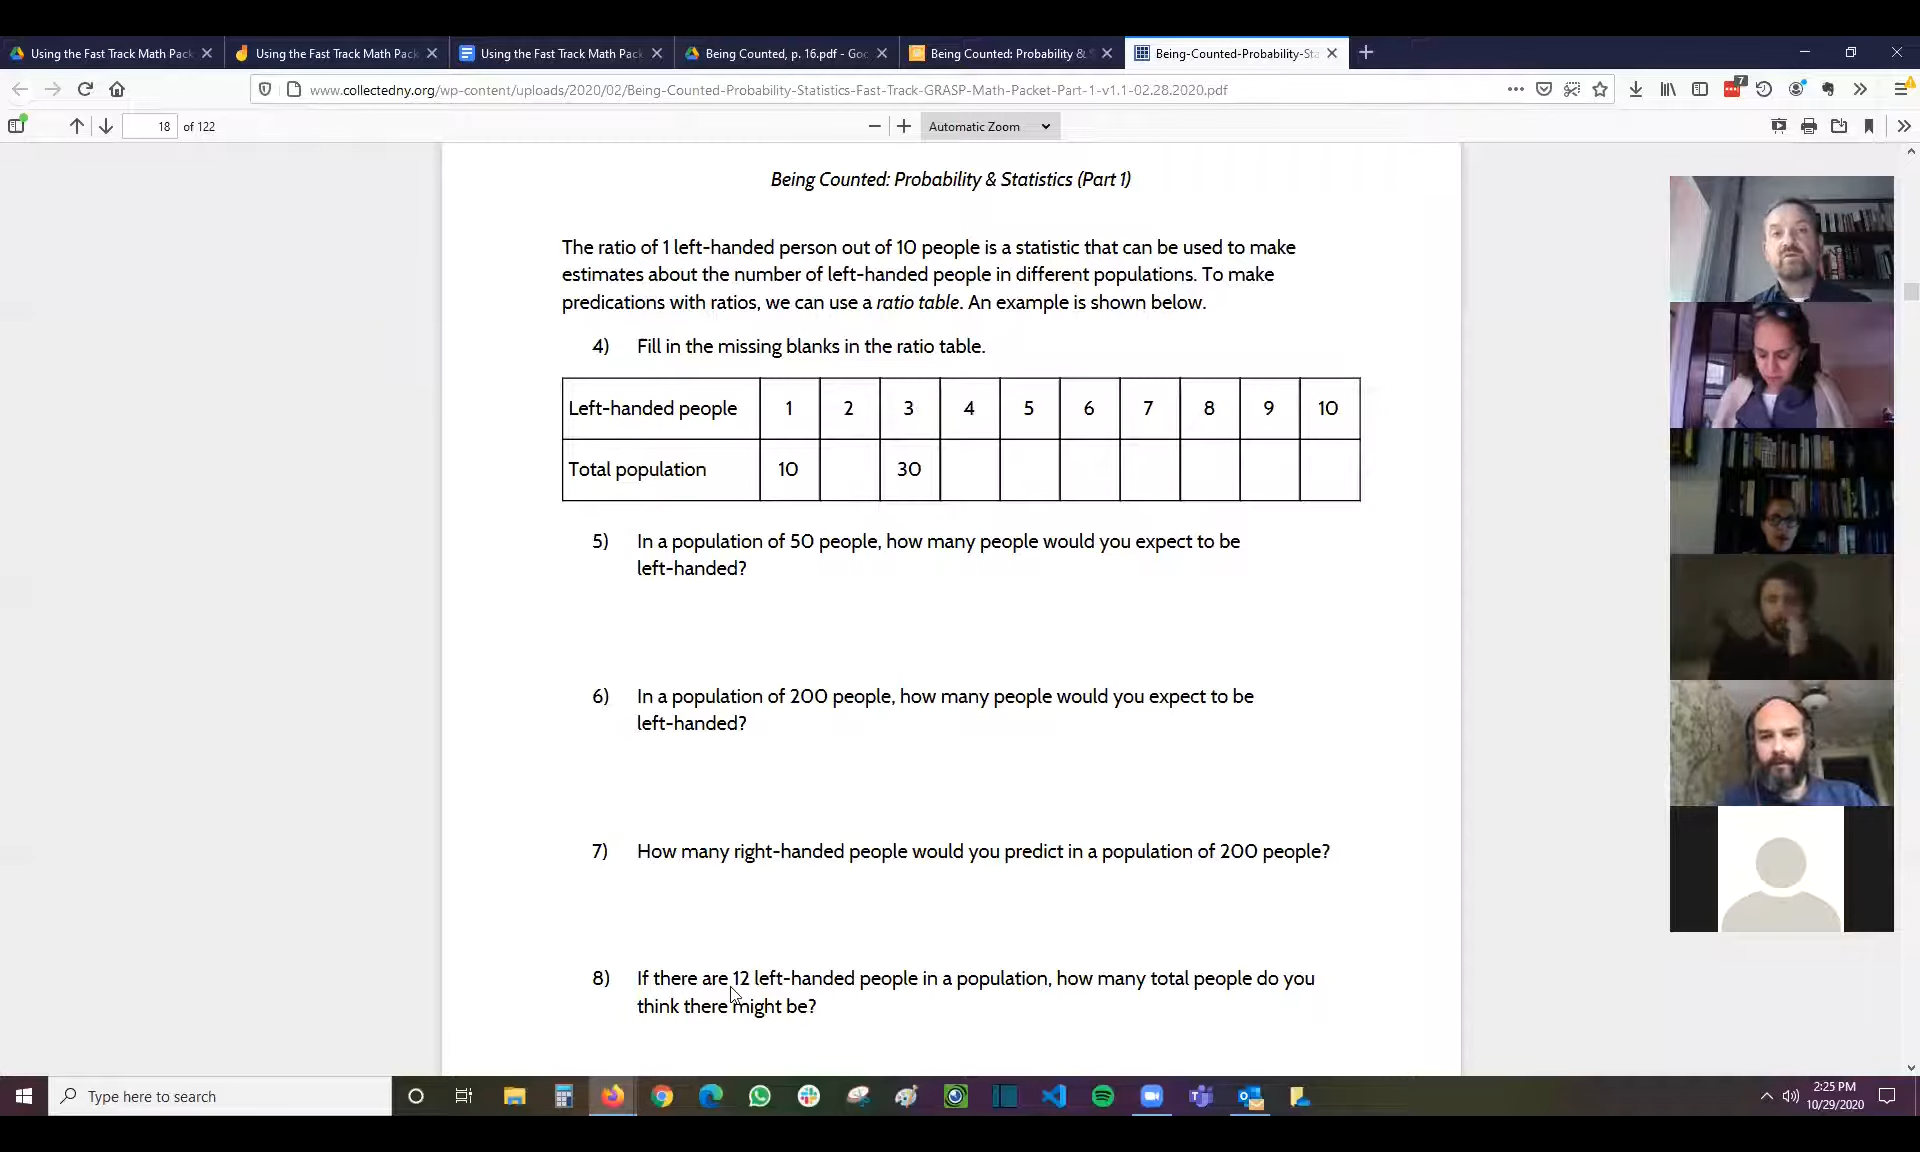 Using the Fast Track Math Pack
Using the Fast Track Math Pack
Using the Fast Track Math Pack
Being Counted, p. 16.pdf - Goo
Being Counted: Probability &
Being-Counted-Probability-Sta
www.collectedny.org/wp-content/uploads/2020/02/Being-Counted-Probability-Statistics-Fast-Track-GRASP-Math-Packet-Part-1-v1.1-02.28.2020.pdf
7
18 of 122
Automatic Zoom
Being Counted: Probability & Statistics (Part 1)
The ratio of 1 left-handed person out of 10 people is a statistic that can be used to make
estimates about the number of left-handed people in different populations. To make
predications with ratios, we can use a ratio table. An example is shown below.
4) Fill in the missing blanks in the ratio table.
Left-handed people 1 2 3 4 5 6 7 8 9 10
Total population 10 30
5) In a population of 50 people, how many people would you expect to be
left-handed?
6) In a population of 200 people, how many people would you expect to be
left-handed?
7) How many right-handed people would you predict in a population of 200 people?
8) If there are 12 left-handed people in a population, how many total people do you
think there might be?
Type here to search
2:25 PM
10/29/2020